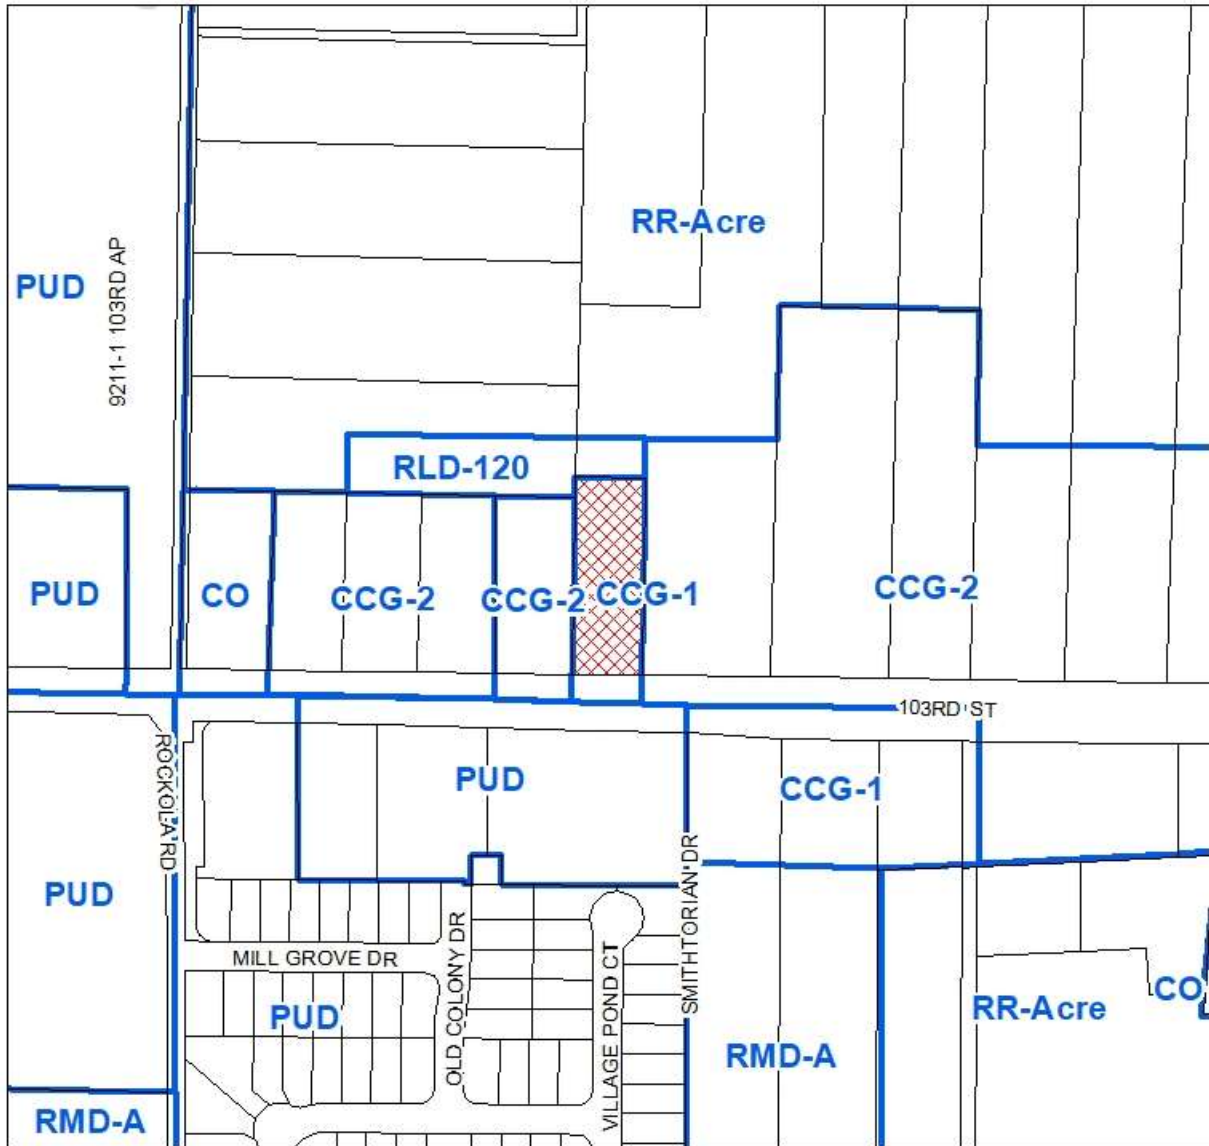 RR-Acre
PUD
9211-1 103RD AP
RLD-120
PUD
CO
CCG-2
CCG-2
CCG-1
CCG-2
103RD ST
ROCKOLA RD
PUD
CCG-1
SMITHTORIAN DR
PUD
OLD COLONY DR
VILLAGE POND CT
MILL GROVE DR
PUD
RR-Acre
CO
RMD-A
RMD-A